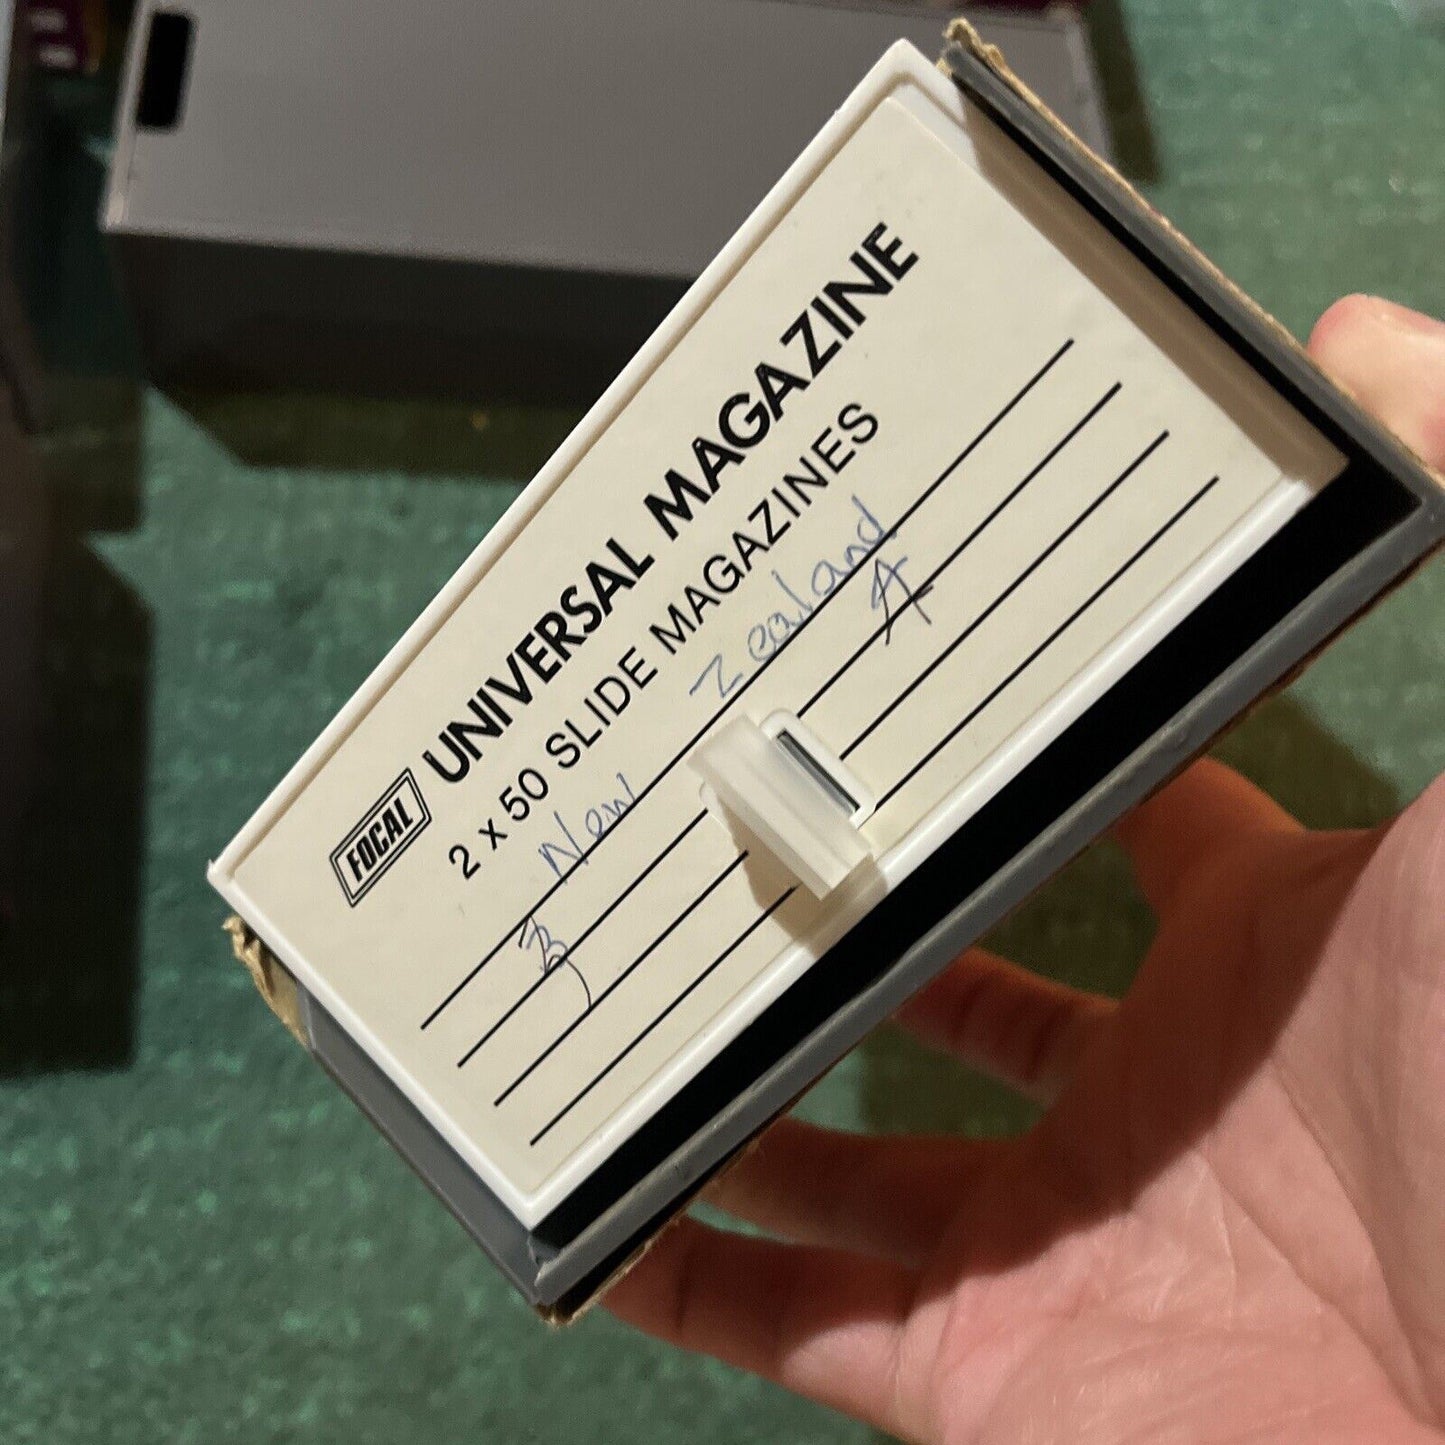 FOCAL UNIVERSAL MAGAZINE
2 x 50 SLIDE MAGAZINES
New Zealand
3 4